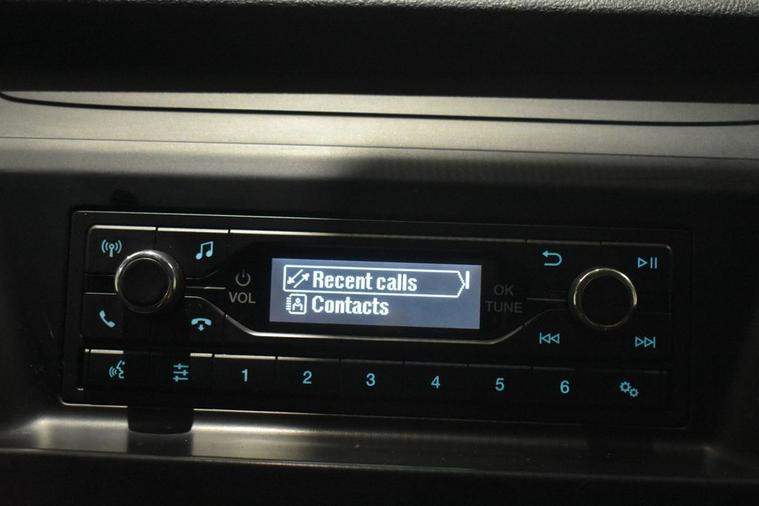 Recent calls
Contacts
VOL
OK
TUNE
1 2 3 4 5 6